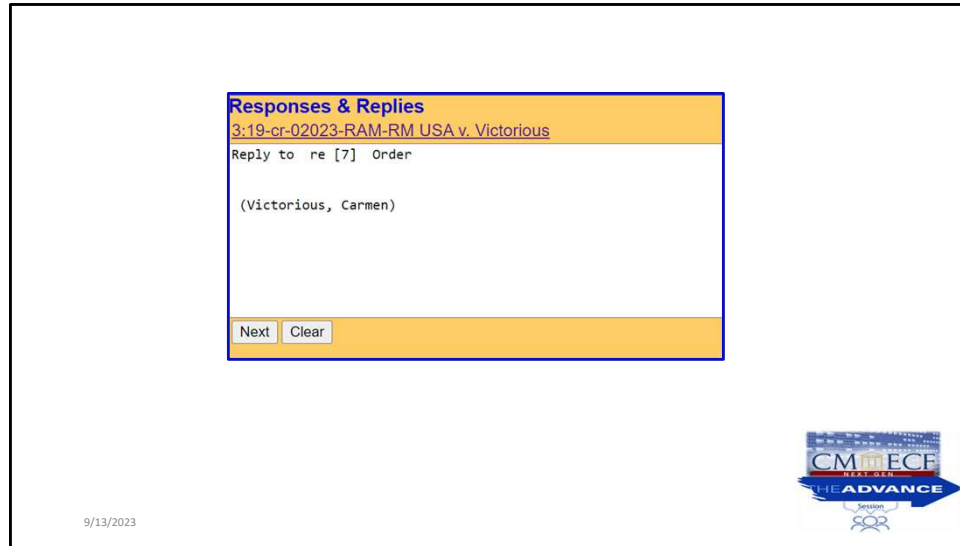 Responses & Replies
3:19-cr-02023-RAM-RM USA v. Victorious
Reply to re [7] Order
(Victorious, Carmen)
Next Clear
CM ECF
NEXT GEN
THE ADVANCE
Session
9/13/2023